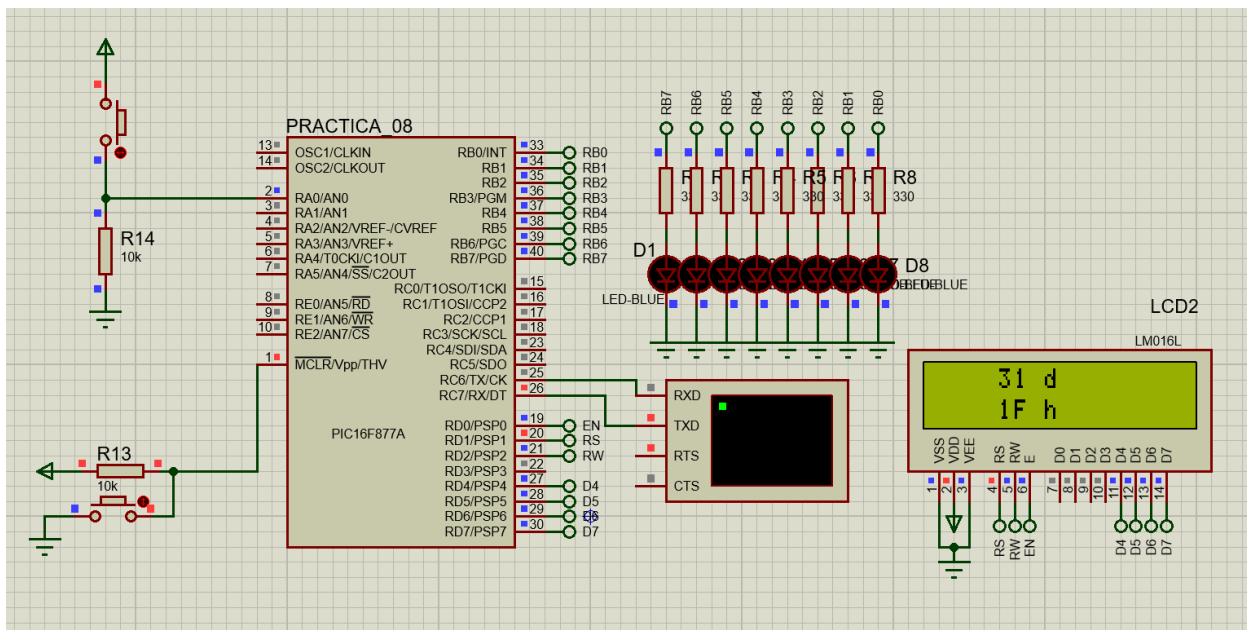 PRACTICA_08
R14
10k
13
14
2
3
4
5
6
7
8
9
10
1
OSC1/CLKIN
OSC2/CLKOUT
RA0/AN0
RA1/AN1
RA2/AN2/VREF-/CVREF
RA3/AN3/VREF+
RA4/T0CKI/C1OUT
RA5/AN4/SS/C2OUT
RE0/AN5/RD
RE1/AN6/WR
RE2/AN7/CS
MCLR/Vpp/THV
PIC16F877A
RB0/INT
RB1
RB2
RB3/PGM
RB4
RB5
RB6/PGC
RB7/PGD
RC0/T1OSO/T1CKI
RC1/T1OSI/CCP2
RC2/CCP1
RC3/SCK/SCL
RC4/SDI/SDA
RC5/SDO
RC6/TX/CK
RC7/RX/DT
RD0/PSP0
RD1/PSP1
RD2/PSP2
RD3/PSP3
RD4/PSP4
RD5/PSP5
RD6/PSP6
RD7/PSP7
33
34
35
36
37
38
39
40
15
16
17
18
23
24
25
26
19
20
21
22
27
28
29
30
RB0
RB1
RB2
RB3
RB4
RB5
RB6
RB7
EN
RS
RW
D4
D5
D7
R13
10k
RB7
RB6
RB5
RB4
RB3
RB2
RB1
RB0
R8
330
D1
D8
LED-BLUE
RXD
TXD
RTS
CTS
LCD2
LM016L
31 d
1F h
VSS
VDD
VEE
RS
RW
E
D0
D1
D2
D3
D4
D5
D6
D7
1
2
3
4
5
6
7
8
9
10
11
12
13
14
RS
RW
EN
D4
D5
D6
D7